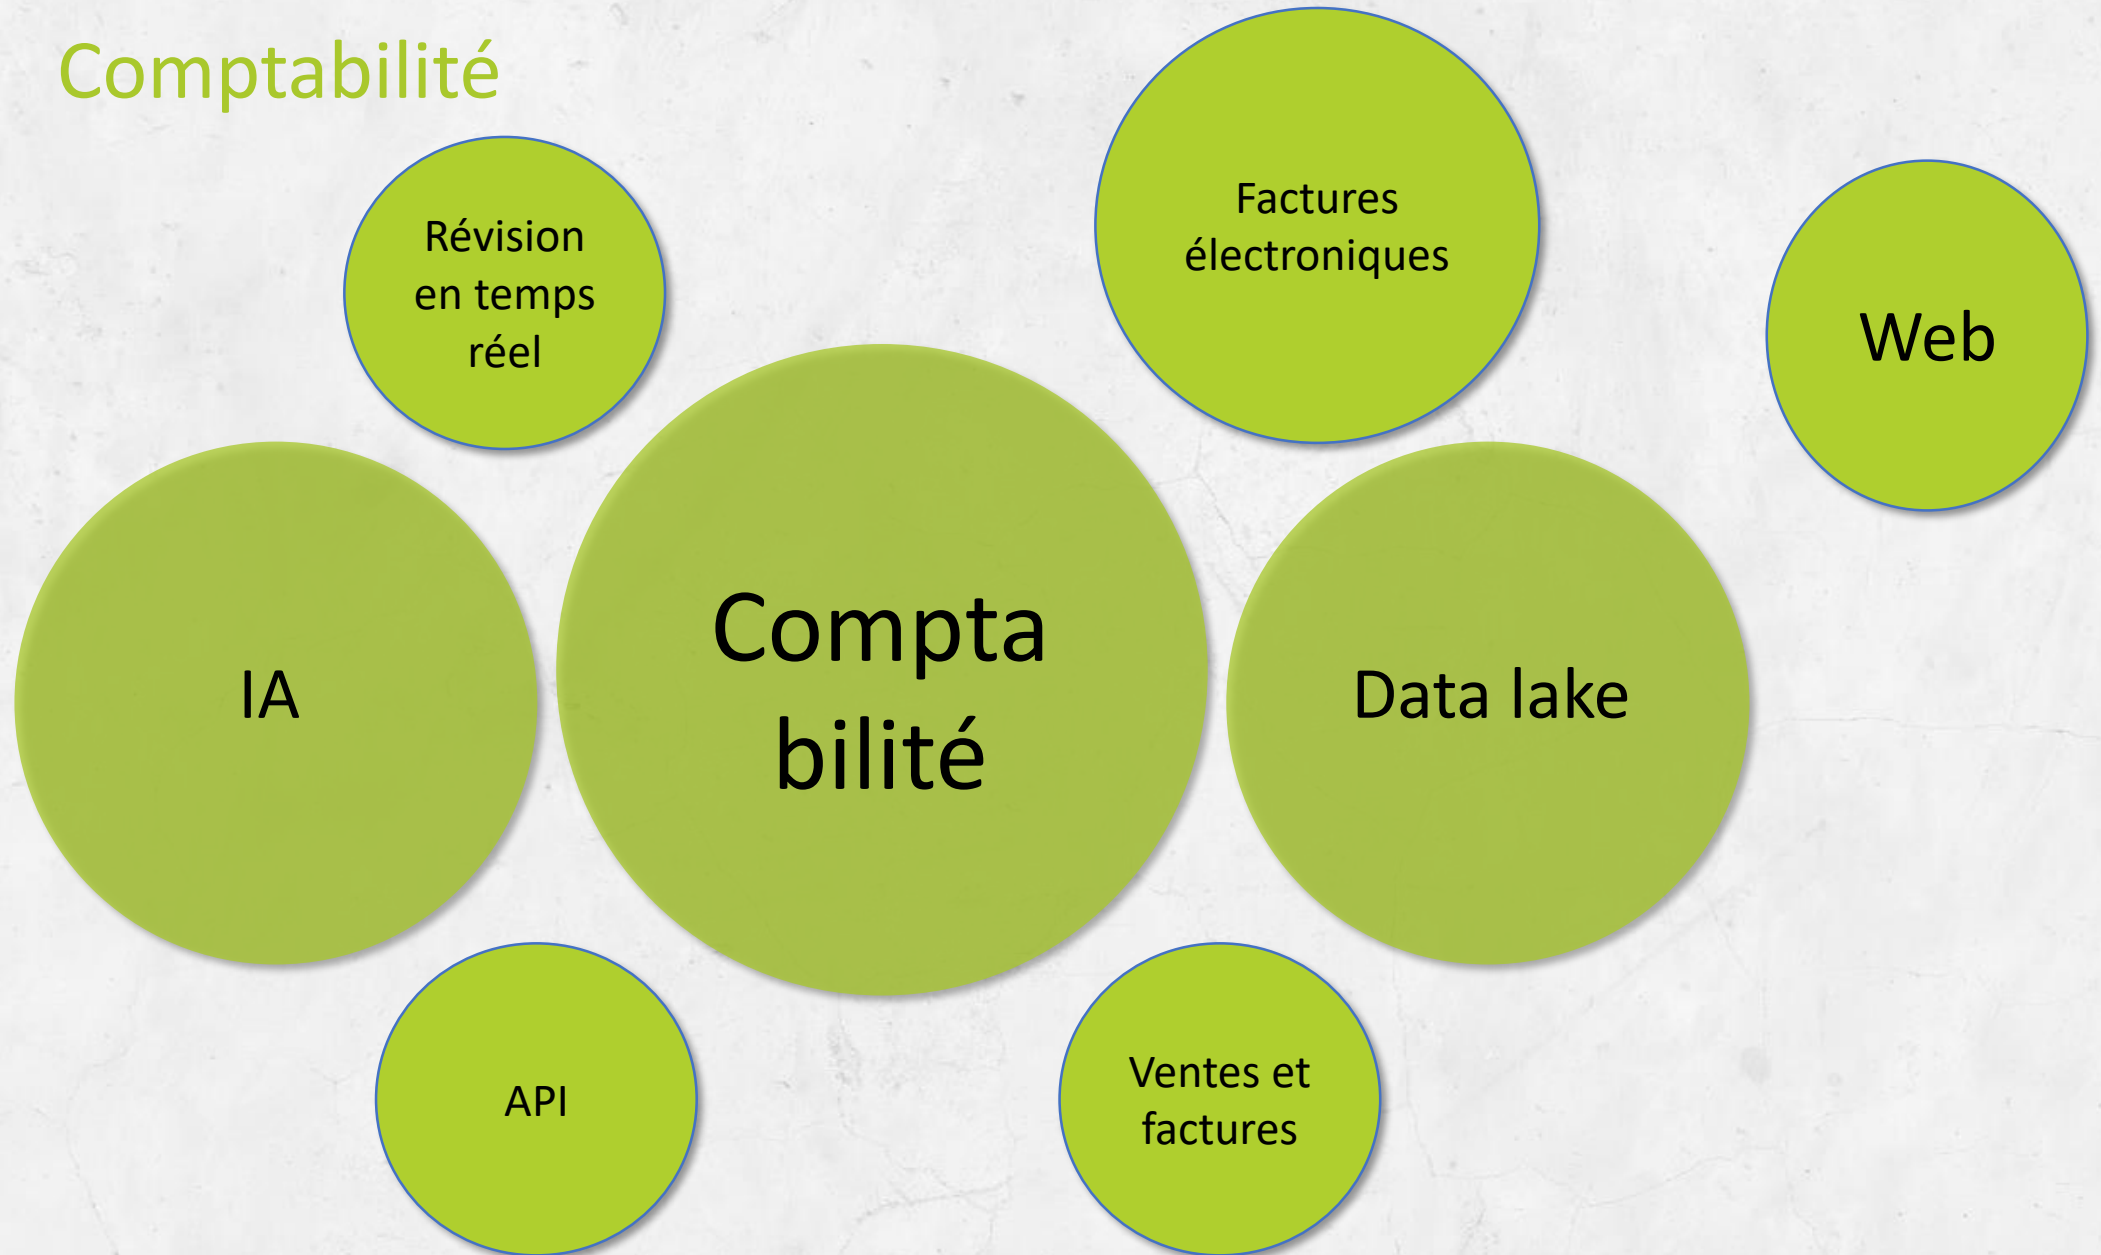 Comptabilité
Révision
en temps
réel
Factures
électroniques
Web
IA
Compta
bilité
Data lake
API
Ventes et
factures